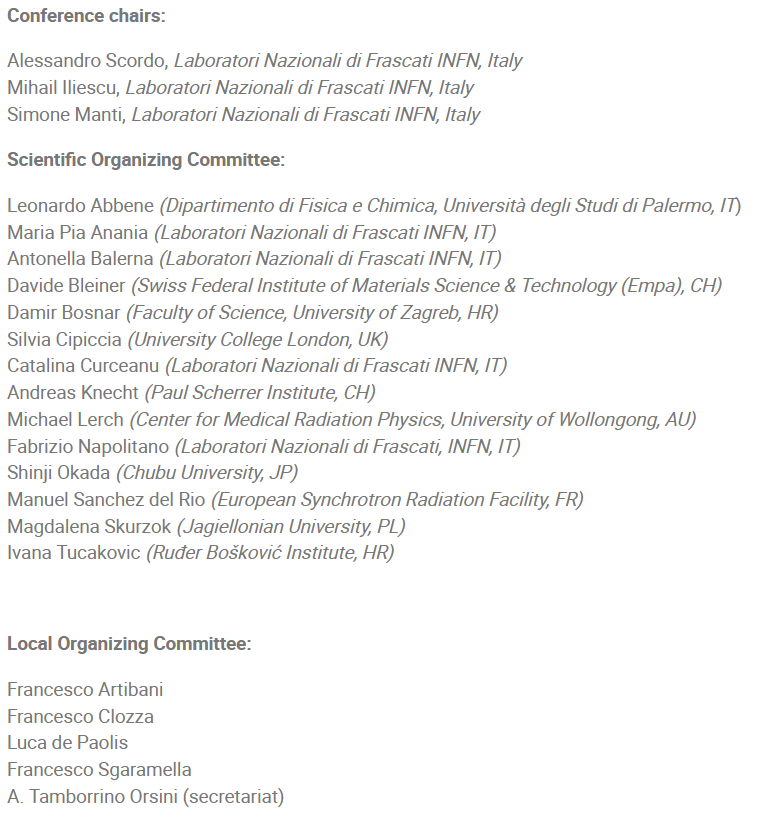 Conference chairs:
Alessandro Scordo, Laboratori Nazionali di Frascati INFN, Italy
Mihail Iliescu, Laboratori Nazionali di Frascati INFN, Italy
Simone Manti, Laboratori Nazionali di Frascati INFN, Italy
Scientific Organizing Committee:
Leonardo Abbene (Dipartimento di Fisica e Chimica, Università degli Studi di Palermo, IT)
Maria Pia Anania (Laboratori Nazionali di Frascati INFN, IT)
Antonella Balerna (Laboratori Nazionali di Frascati INFN, IT)
Davide Bleiner (Swiss Federal Institute of Materials Science & Technology (Empa), CH)
Damir Bosnar (Faculty of Science, University of Zagreb, HR)
Silvia Cipiccia (University College London, UK)
Catalina Curceanu (Laboratori Nazionali di Frascati INFN, IT)
Andreas Knecht (Paul Scherrer Institute, CH)
Michael Lerch (Center for Medical Radiation Physics, University of Wollongong, AU)
Fabrizio Napolitano (Laboratori Nazionali di Frascati, INFN, IT)
Shinji Okada (Chubu University, JP)
Manuel Sanchez del Rio (European Synchrotron Radiation Facility, FR)
Magdalena Skurzok (Jagiellonian University, PL)
Ivana Tucakovic (Ruđer Bošković Institute, HR)
Local Organizing Committee:
Francesco Artibani
Francesco Clozza
Luca de Paolis
Francesco Sgaramella
A. Tamborrino Orsini (secretariat)